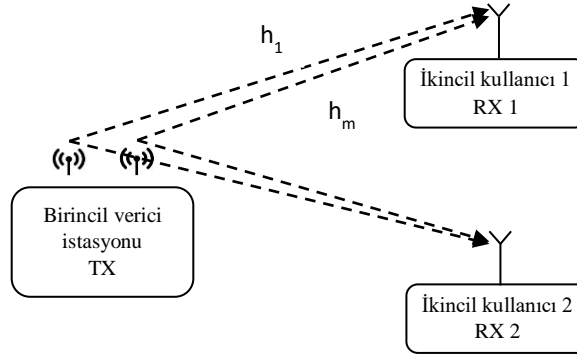 h1
İkincil kullanıcı 1
RX 1
hm
Birincil verici
istasyonu
TX
İkincil kullanıcı 2
RX 2